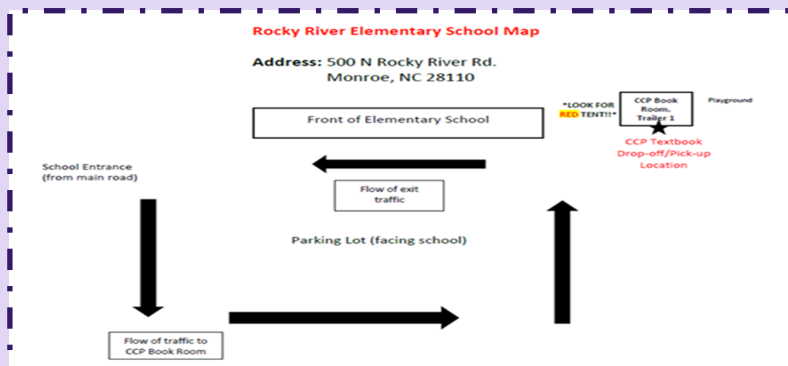 Rocky River Elementary School Map
Address: 500 N Rocky River Rd.
Monroe, NC 28110
Front of Elementary School
*LOOK FOR
RED TENT!!*
CCP Book
Room,
Trailer 1
Playground
CCP Textbook
Drop-off/Pick-up
Location
School Entrance
(from main road)
Flow of exit
traffic
Parking Lot (facing school)
Flow of traffic to
CCP Book Room